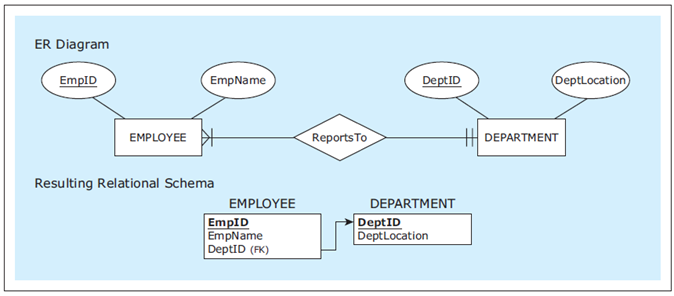 ER Diagram
EmpID
EmpName
DeptID
DeptLocation
EMPLOYEE
ReportsTo
DEPARTMENT
Resulting Relational Schema
EMPLOYEE
EmpID
EmpName
DeptID (FK)
DEPARTMENT
DeptID
DeptLocation